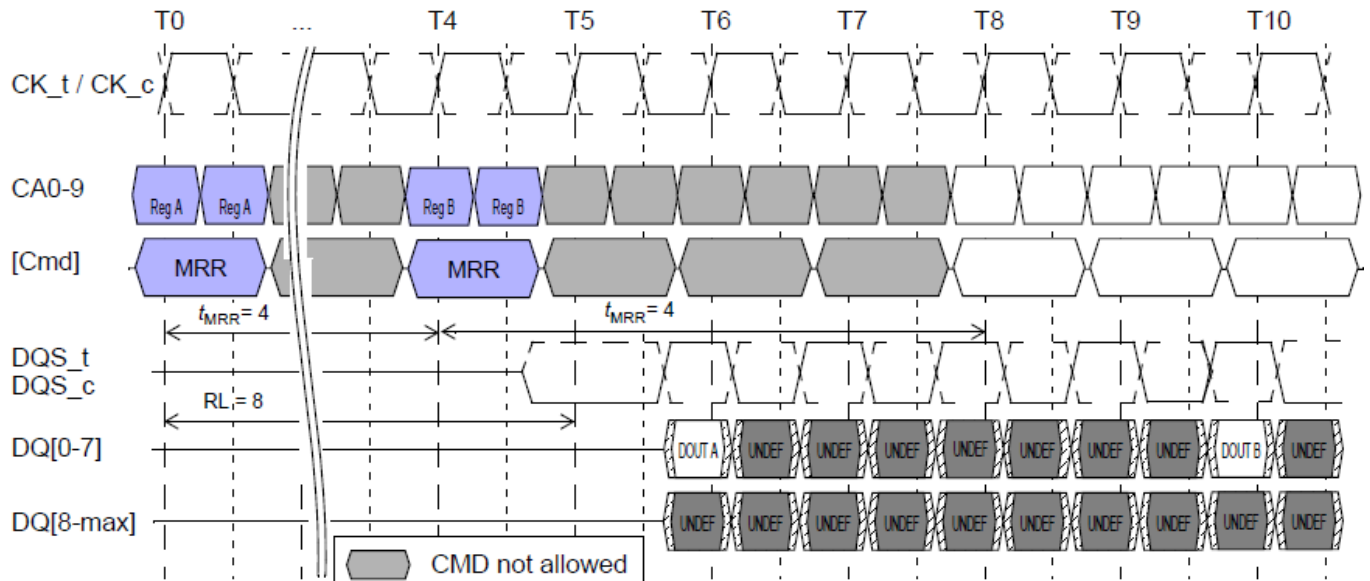 T0 ... T4 T5 T6 T7 T8 T9 T10
CK_t / CK_c
CA0-9 Reg A Reg A Reg B Reg B
[Cmd] MRR MRR
tMRR= 4 tMRR= 4
DQS_t
DQS_c
RL = 8
DQ[0-7] DOUT A UNDEF UNDEF UNDEF UNDEF UNDEF UNDEF UNDEF DOUT B UNDEF
DQ[8-max] UNDEF UNDEF UNDEF UNDEF UNDEF UNDEF UNDEF UNDEF UNDEF UNDEF
CMD not allowed